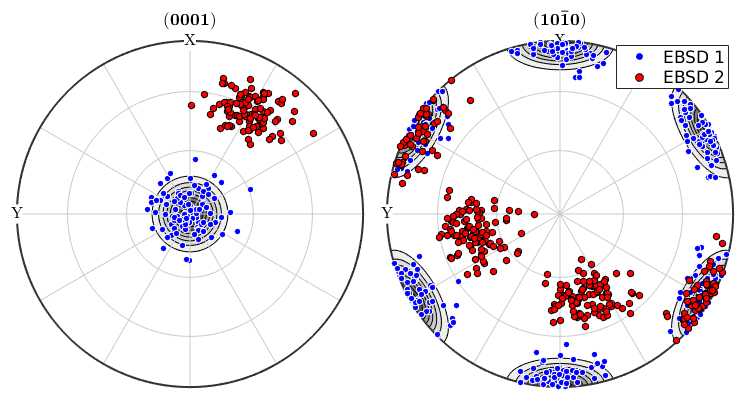 (0001)
(101̄0)
X
X
EBSD 1
EBSD 2
Y
Y